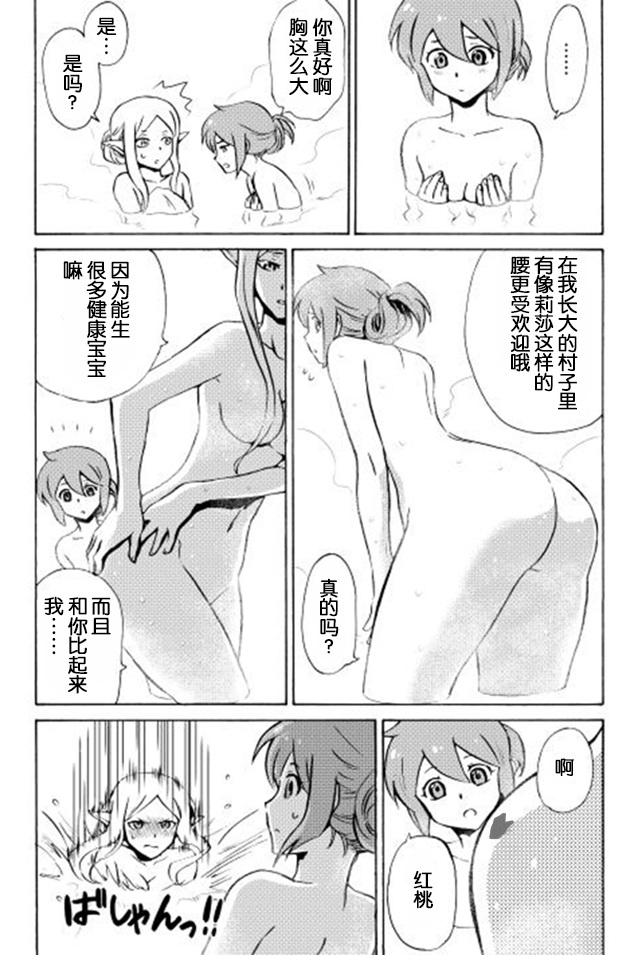 ……
你真好啊
胸这么大
是…
是吗？
在我长大的村子里
有像莉莎这样的
腰更受欢迎哦
真的吗？
因为能生
很多健康宝宝
嘛
而且
和你比起来
我……
啊
红桃
ばしゃんっ!!